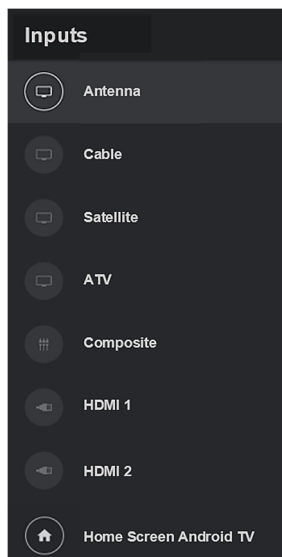 Inputs
Antenna
Cable
Satellite
ATV
Composite
HDMI 1
HDMI 2
Home Screen Android TV